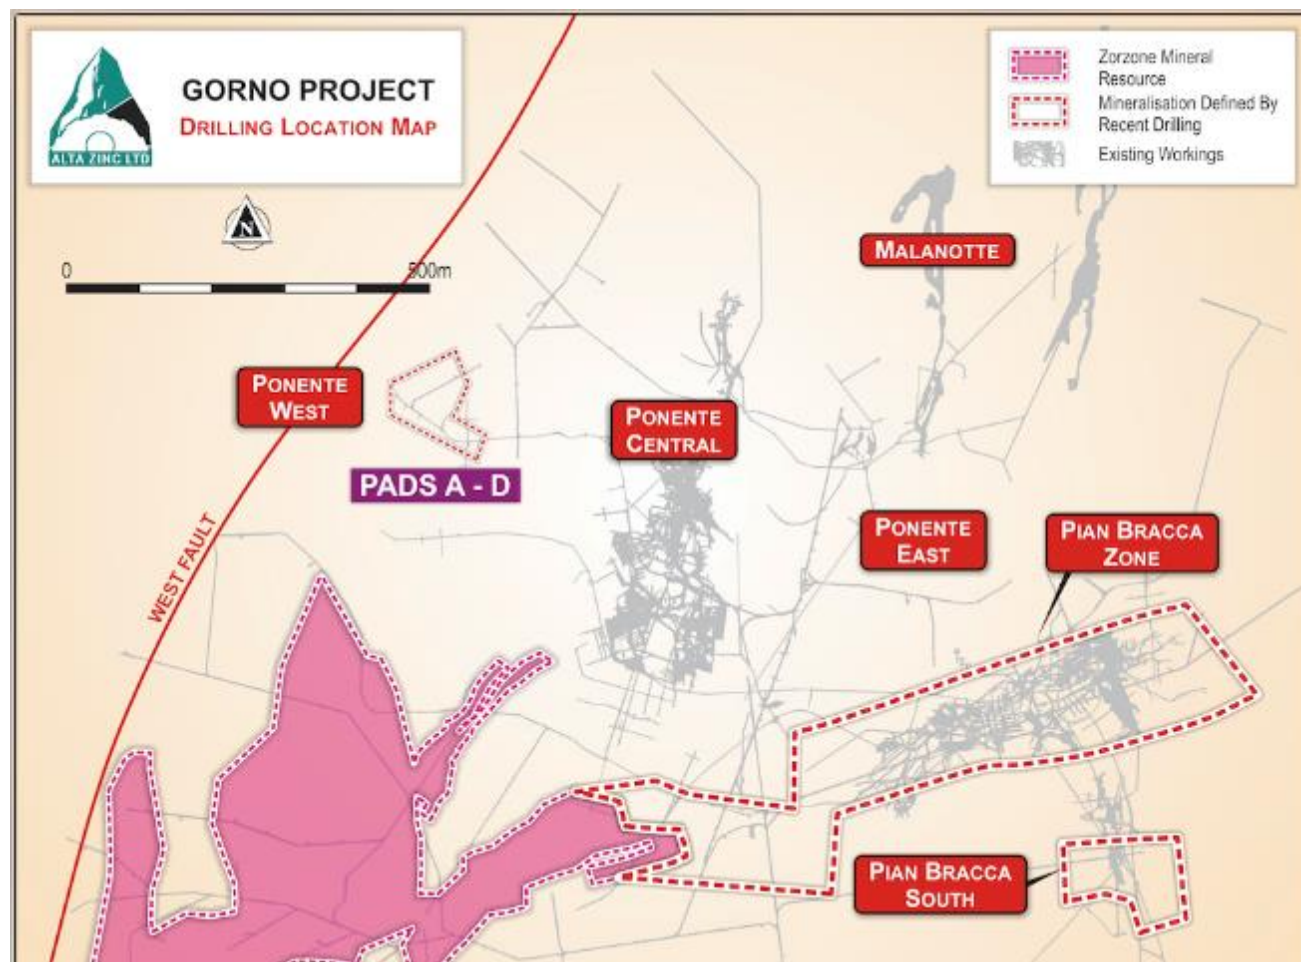 GORNO PROJECT
DRILLING LOCATION MAP
ALTA ZINC LTD
Zorzone Mineral
Resource
Mineralisation Defined By
Recent Drilling
Existing Workings
N
0
500m
MALANOTTE
PONENTE
WEST
PONENTE
CENTRAL
PADS A - D
PONENTE
EAST
PIAN BRACCA
ZONE
WEST FAULT
PIAN BRACCA
SOUTH